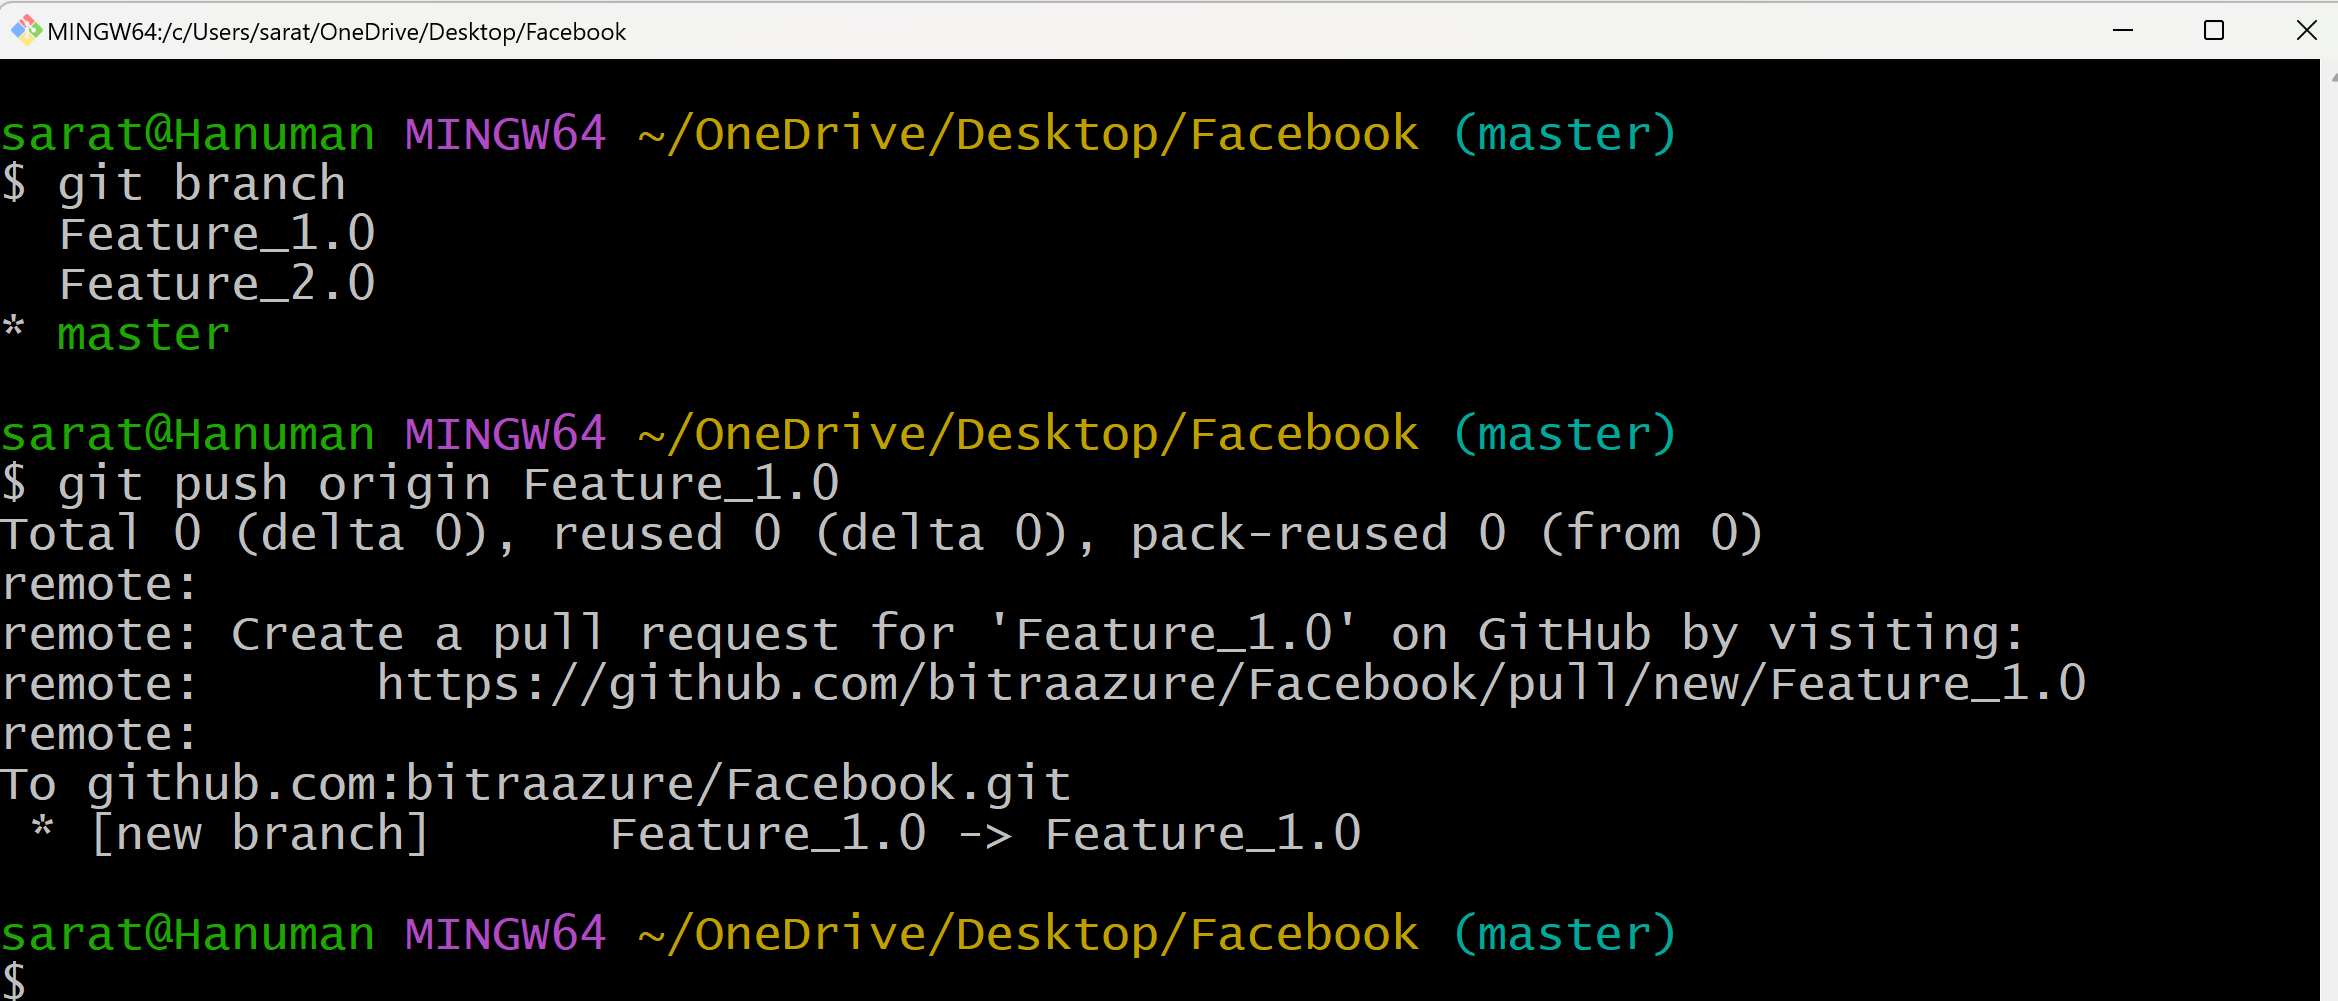 MINGW64:/c/Users/sarat/OneDrive/Desktop/Facebook
sarat@Hanuman MINGW64 ~/OneDrive/Desktop/Facebook (master)
$ git branch
  Feature_1.0
  Feature_2.0
* master
sarat@Hanuman MINGW64 ~/OneDrive/Desktop/Facebook (master)
$ git push origin Feature_1.0
Total 0 (delta 0), reused 0 (delta 0), pack-reused 0 (from 0)
remote:
remote: Create a pull request for 'Feature_1.0' on GitHub by visiting:
remote:      https://github.com/bitraazure/Facebook/pull/new/Feature_1.0
remote:
To github.com:bitraazure/Facebook.git
 * [new branch]      Feature_1.0 -> Feature_1.0
sarat@Hanuman MINGW64 ~/OneDrive/Desktop/Facebook (master)
$